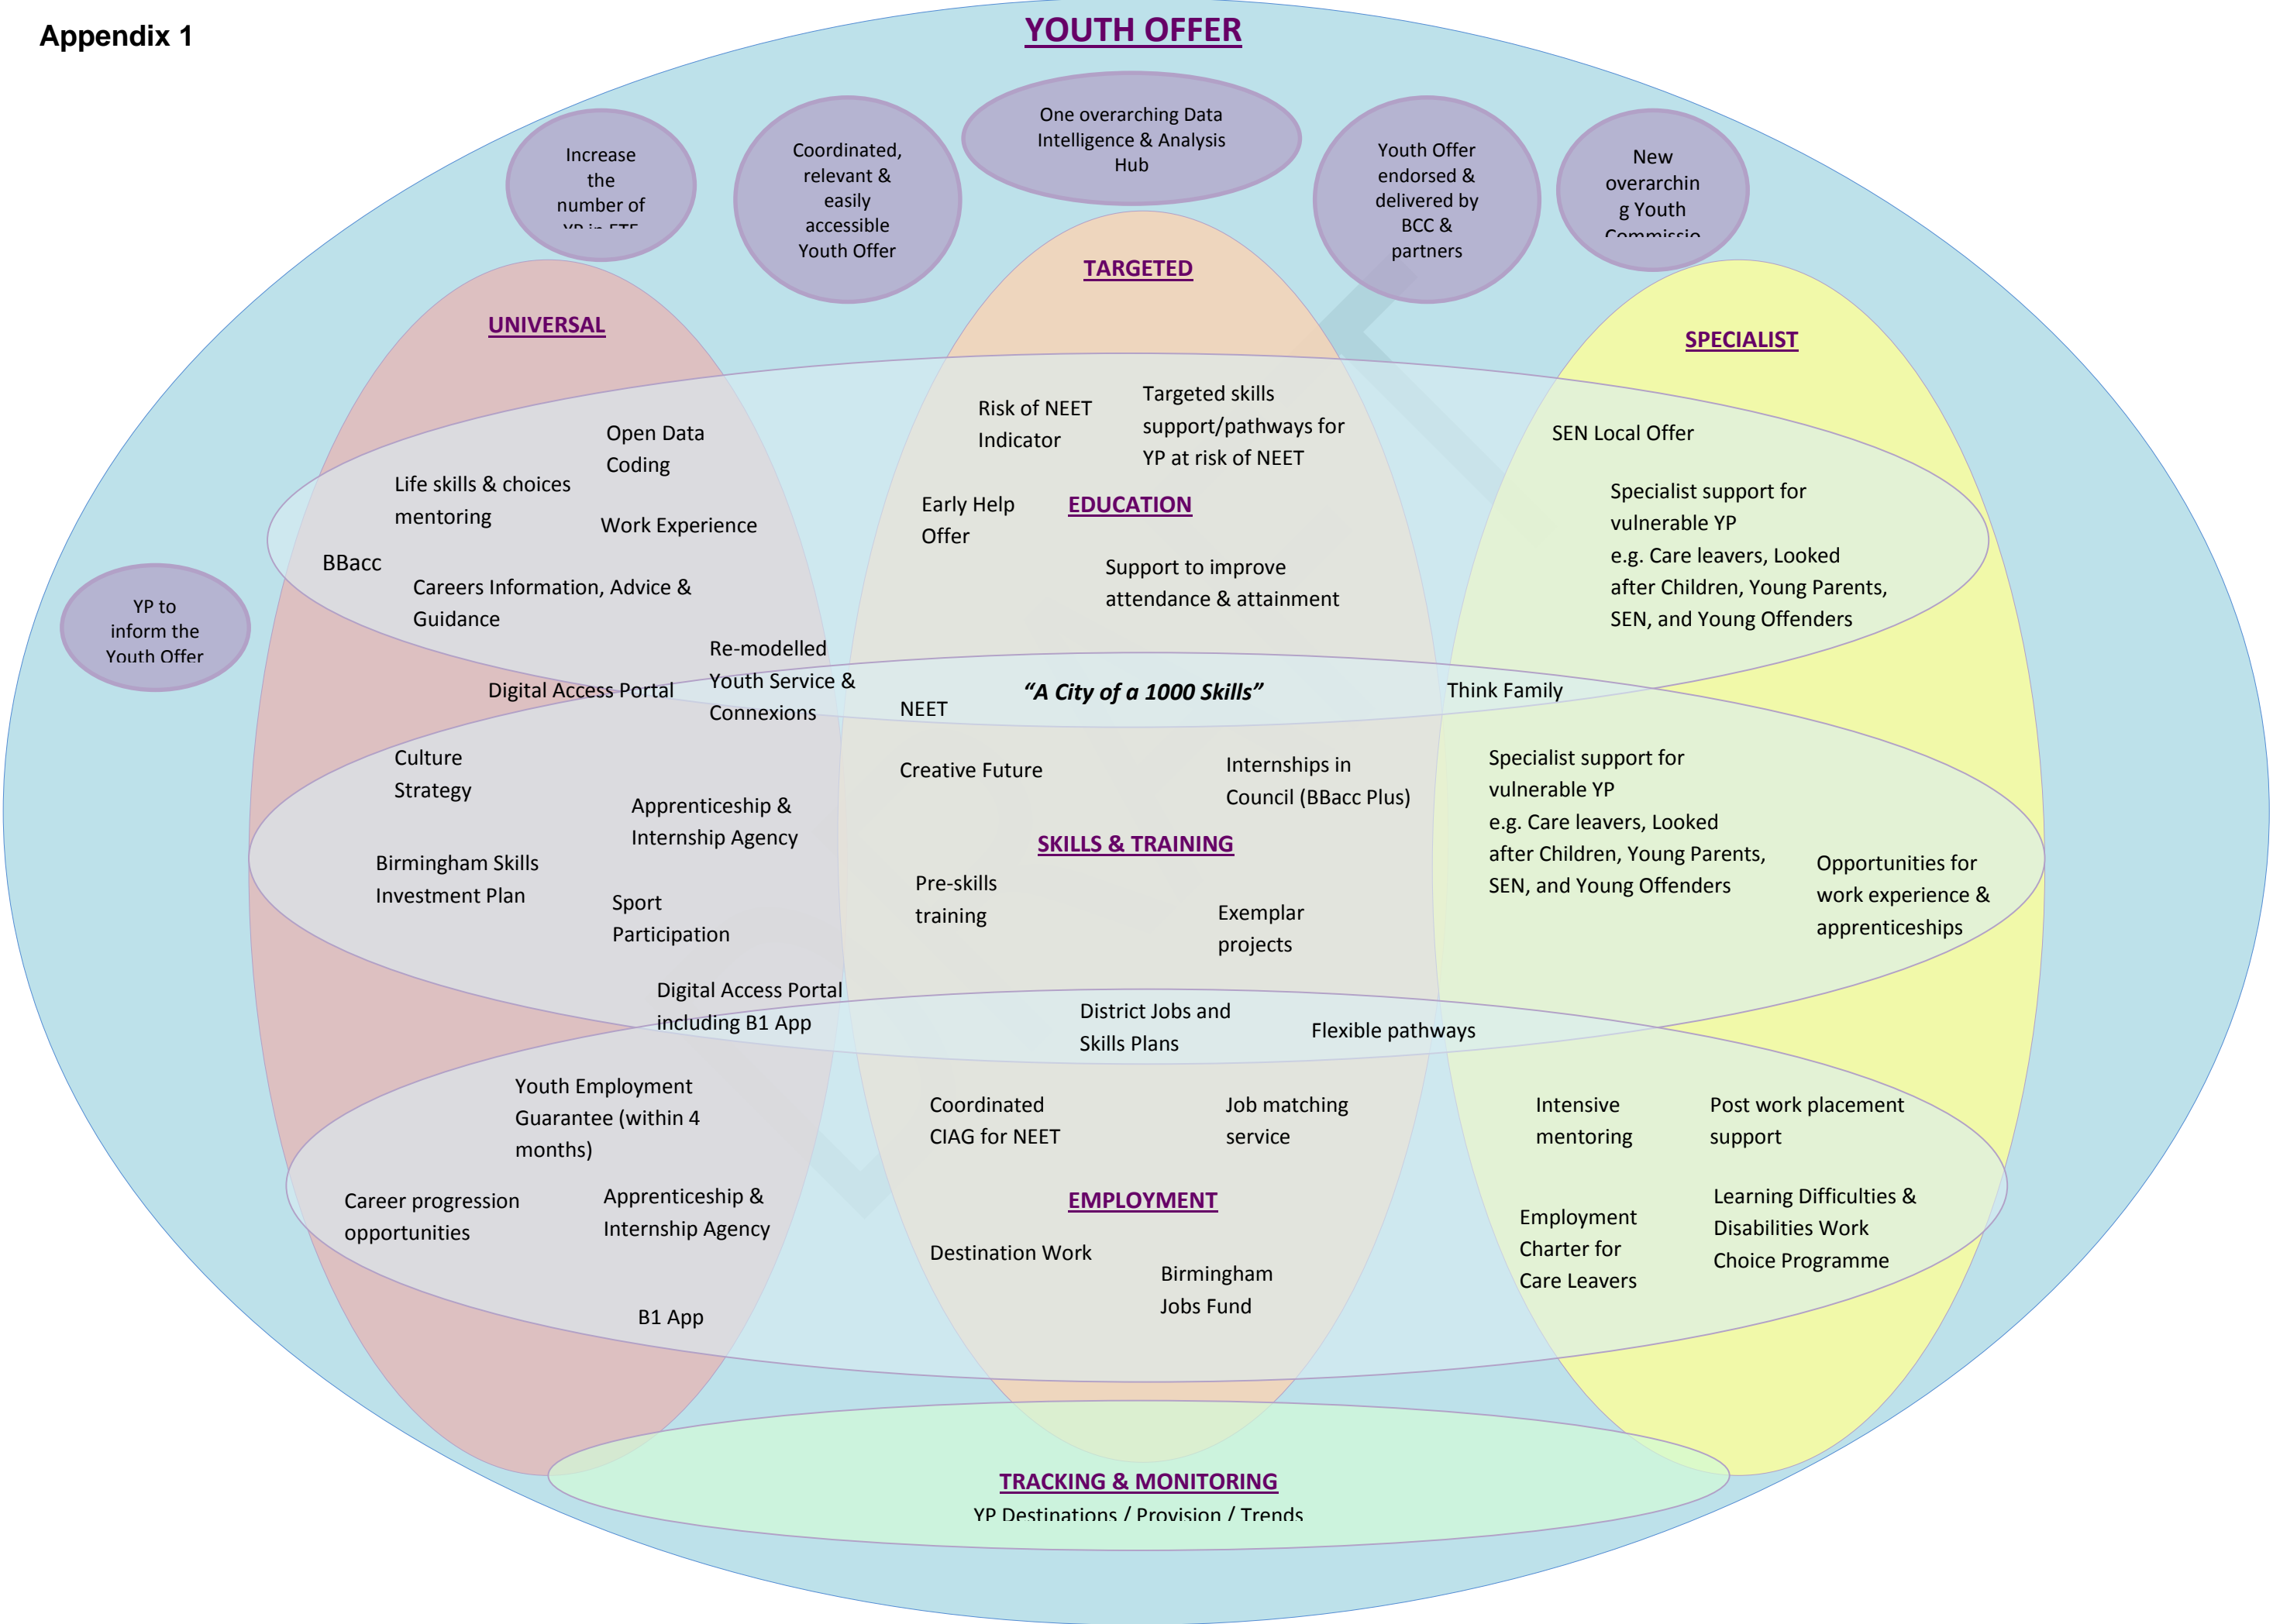 Appendix 1
YOUTH OFFER
Increase
the
number of
YP in ETE
Coordinated,
relevant &
easily
accessible
Youth Offer
One overarching Data
Intelligence & Analysis
Hub
Youth Offer
endorsed &
delivered by
BCC &
partners
New
overarchin
g Youth
Commissio
UNIVERSAL
TARGETED
SPECIALIST
Open Data
Coding
Life skills & choices
mentoring
Work Experience
BBacc
Careers Information, Advice &
Guidance
Risk of NEET
Indicator
Targeted skills
support/pathways for
YP at risk of NEET
Early Help
Offer
EDUCATION
Support to improve
attendance & attainment
SEN Local Offer
Specialist support for
vulnerable YP
e.g. Care leavers, Looked
after Children, Young Parents,
SEN, and Young Offenders
YP to
inform the
Youth Offer
Digital Access Portal
Re-modelled
Youth Service &
Connexions
NEET
“A City of a 1000 Skills”
Think Family
Culture
Strategy
Apprenticeship &
Internship Agency
Birmingham Skills
Investment Plan
Sport
Participation
Creative Future
Internships in
Council (BBacc Plus)
SKILLS & TRAINING
Pre-skills
training
Exemplar
projects
Specialist support for
vulnerable YP
e.g. Care leavers, Looked
after Children, Young Parents,
SEN, and Young Offenders
Opportunities for
work experience &
apprenticeships
Digital Access Portal
including B1 App
District Jobs and
Skills Plans
Flexible pathways
Youth Employment
Guarantee (within 4
months)
Career progression
opportunities
Apprenticeship &
Internship Agency
B1 App
Coordinated
CIAG for NEET
Job matching
service
EMPLOYMENT
Destination Work
Birmingham
Jobs Fund
Intensive
mentoring
Post work placement
support
Employment
Charter for
Care Leavers
Learning Difficulties &
Disabilities Work
Choice Programme
TRACKING & MONITORING
YP Destinations / Provision / Trends